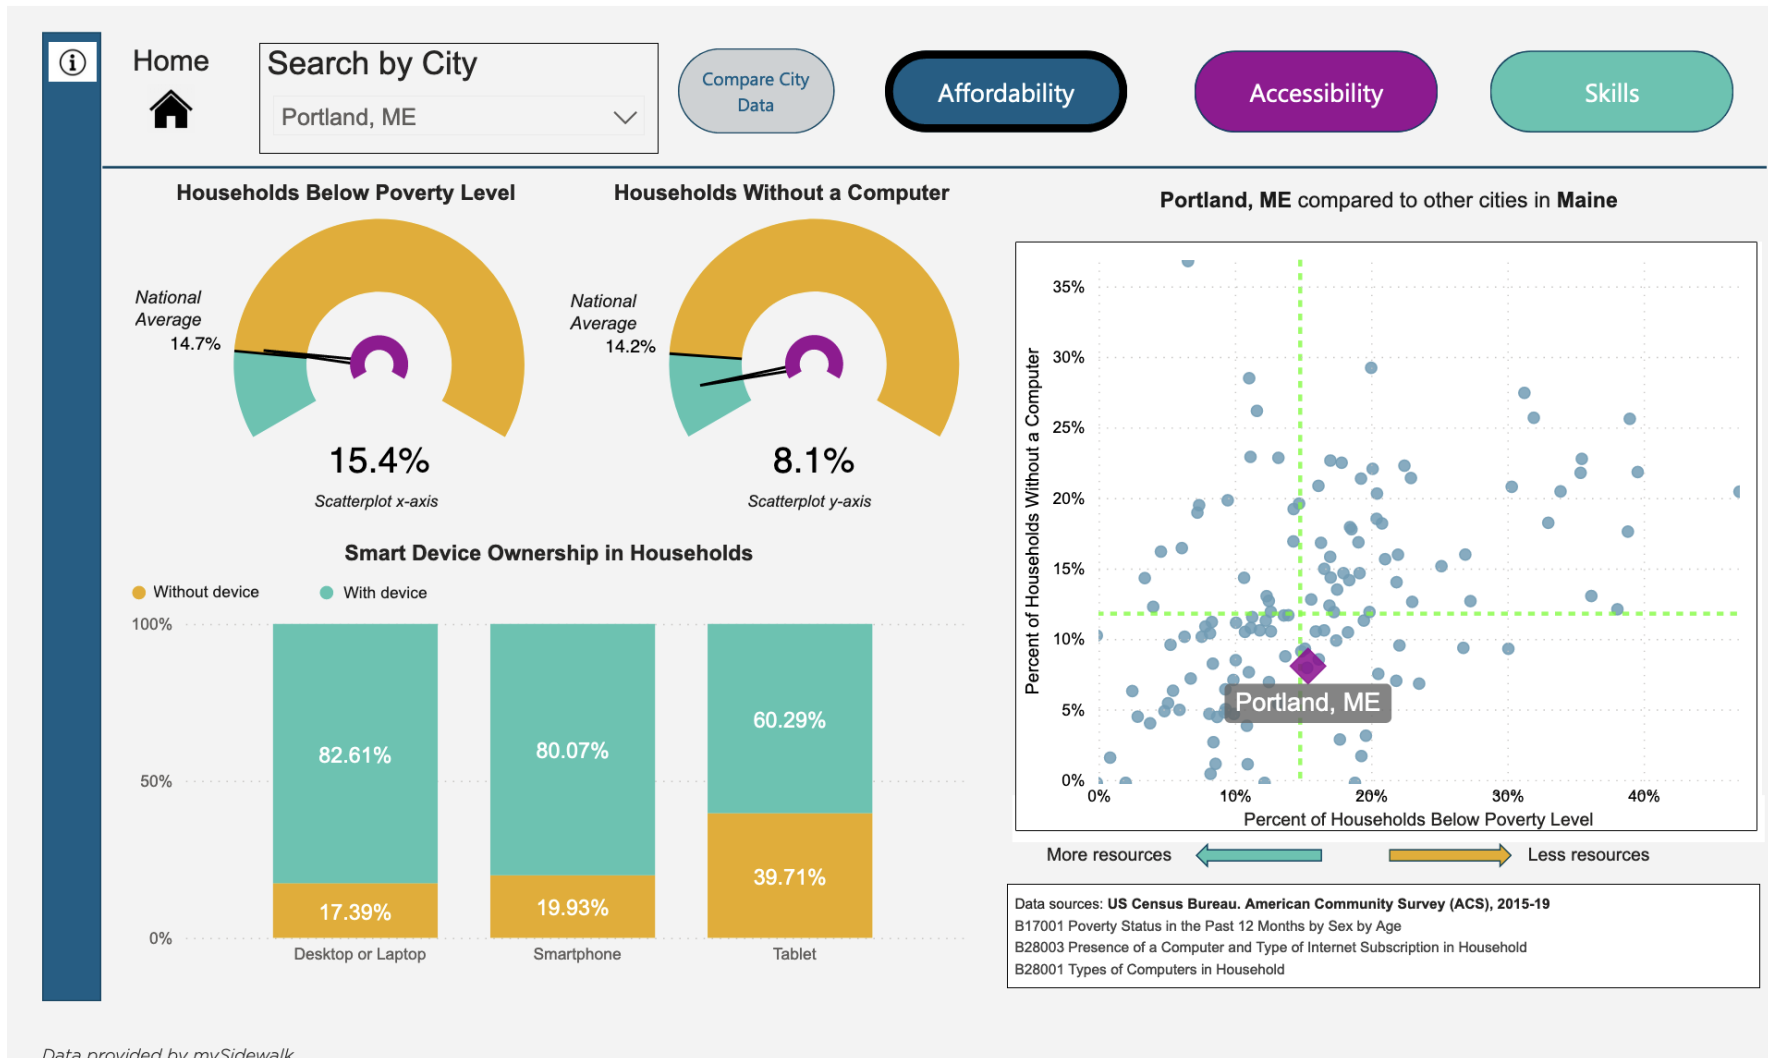 Home
Search by City
Portland, ME
Compare City
Data
Affordability
Accessibility
Skills
Households Below Poverty Level
National
Average
14.7%
15.4%
Scatterplot x-axis
Households Without a Computer
National
Average
14.2%
8.1%
Scatterplot y-axis
Smart Device Ownership in Households
Without device
With device
100%
50%
0%
82.61%
17.39%
80.07%
19.93%
60.29%
39.71%
Desktop or Laptop
Smartphone
Tablet
Portland, ME compared to other cities in Maine
Percent of Households Without a Computer
35%
30%
25%
20%
15%
10%
5%
0%
Portland, ME
0%
10%
20%
30%
40%
Percent of Households Below Poverty Level
More resources
Less resources
Data sources: US Census Bureau. American Community Survey (ACS), 2015-19
B17001 Poverty Status in the Past 12 Months by Sex by Age
B28003 Presence of a Computer and Type of Internet Subscription in Household
B28001 Types of Computers in Household
Data provided by mySidewalk